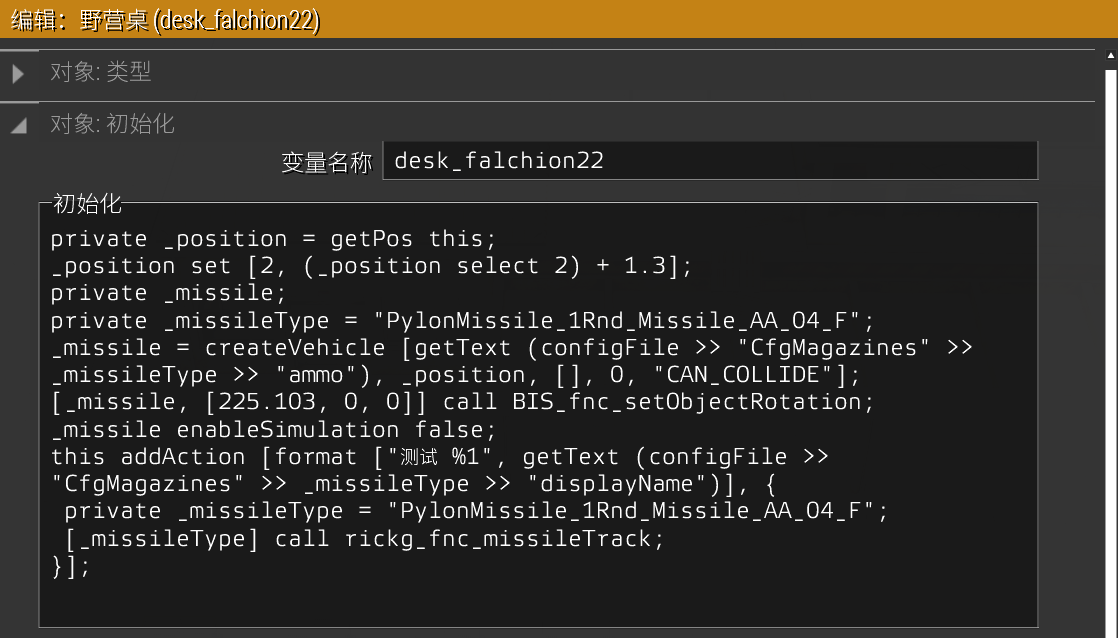 编辑：野营桌 (desk_falchion22)
对象: 类型
对象: 初始化
变量名称 desk_falchion22
初始化
private _position = getPos this;
_position set [2, (_position select 2) + 1.3];
private _missile;
private _missileType = "PylonMissile_1Rnd_Missile_AA_04_F";
_missile = createVehicle [getText (configFile >> "CfgMagazines" >>
_missileType >> "ammo"), _position, [], 0, "CAN_COLLIDE"];
[_missile, [225.103, 0, 0]] call BIS_fnc_setObjectRotation;
_missile enableSimulation false;
this addAction [format ["测试 %1", getText (configFile >>
"CfgMagazines" >> _missileType >> "displayName")], {
private _missileType = "PylonMissile_1Rnd_Missile_AA_04_F";
[_missileType] call rickg_fnc_missileTrack;
}];